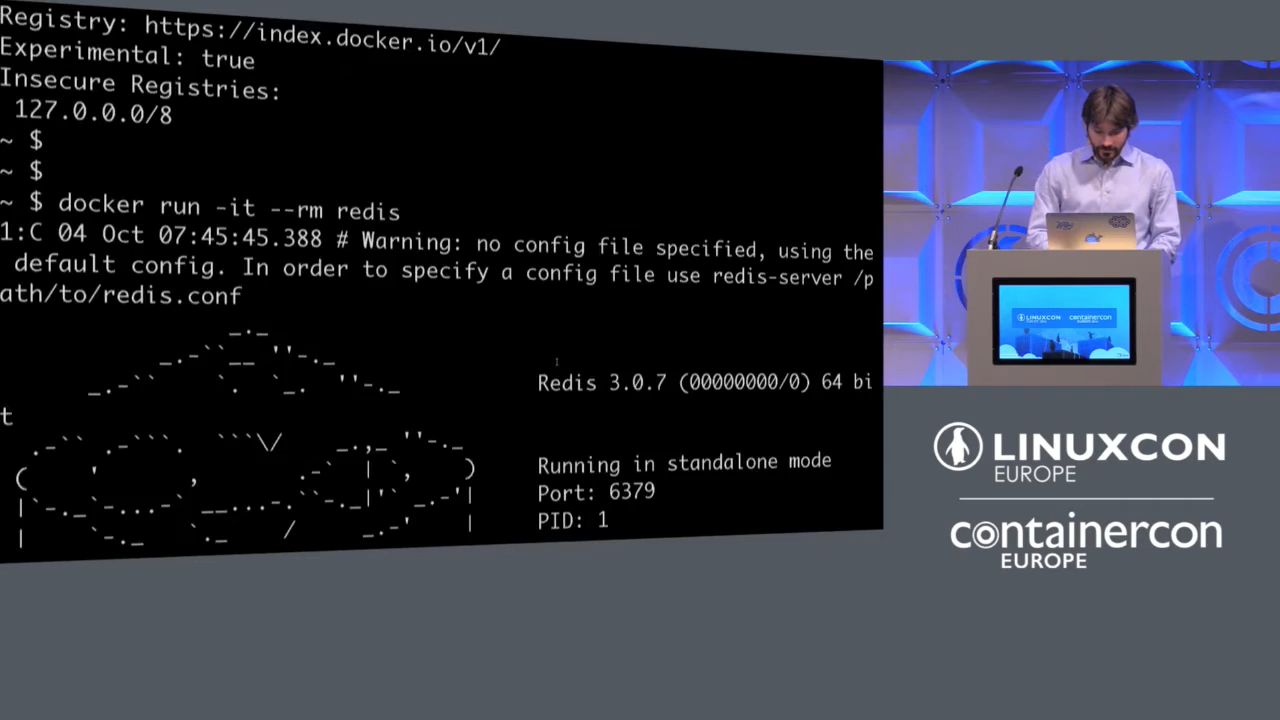 Registry: https://index.docker.io/v1/
Experimental: true
Insecure Registries:
 127.0.0.0/8
~ $
~ $
~ $ docker run -it --rm redis
1:C 04 Oct 07:45:45.388 # Warning: no config file specified, using the
 default config. In order to specify a config file use redis-server /p
ath/to/redis.conf
Redis 3.0.7 (00000000/0) 64 bi
t
Running in standalone mode
Port: 6379
PID: 1
LINUXCON
EUROPE
containercon
EUROPE
LINUXCON
containercon